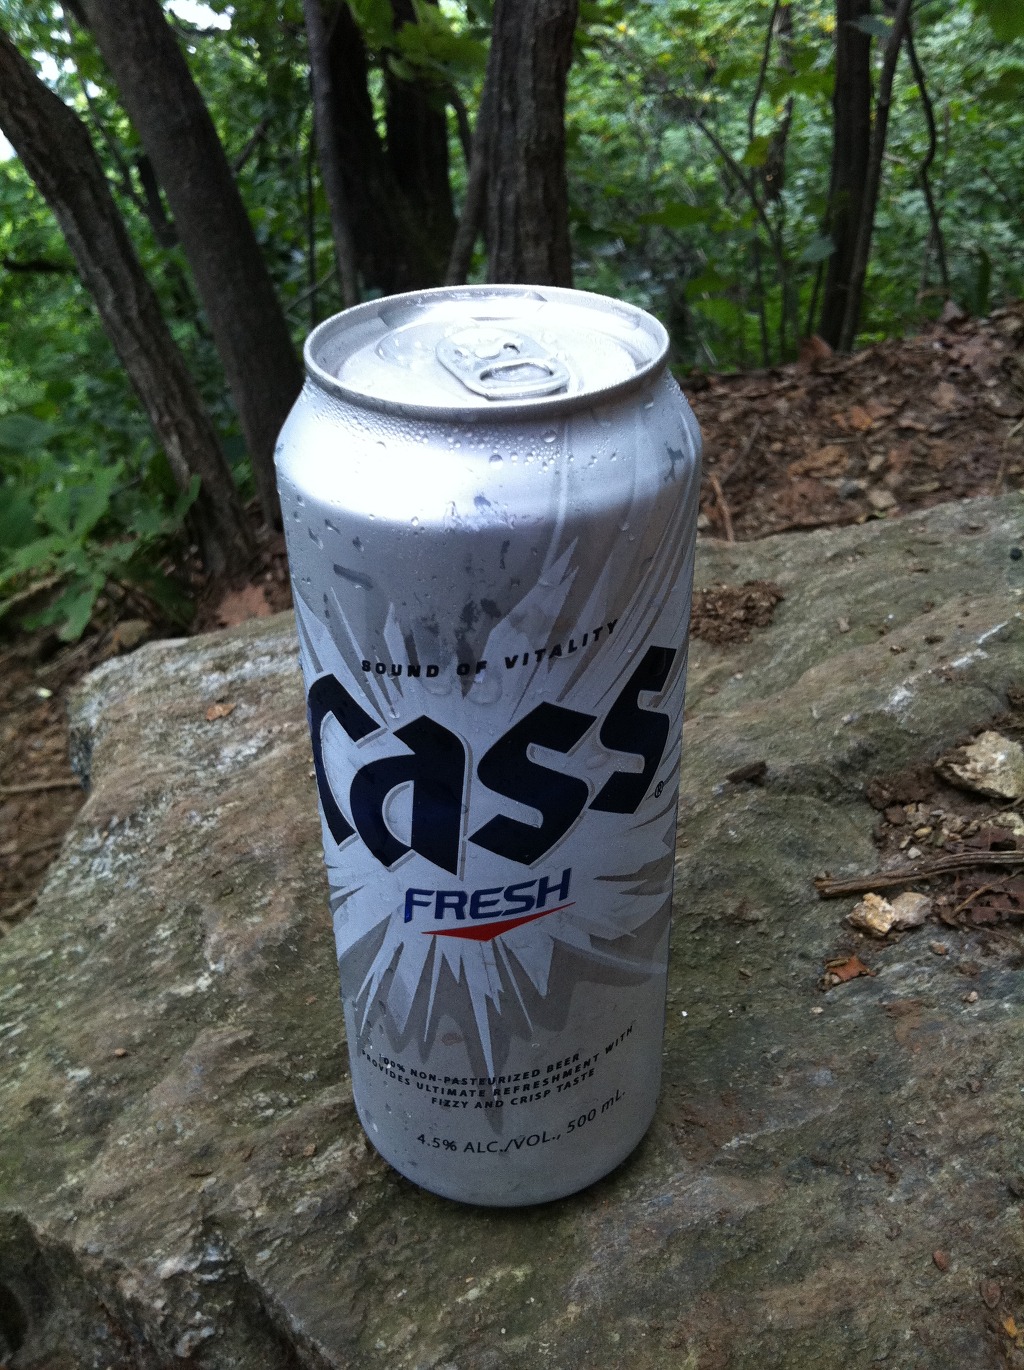 SOUND OF VITALITY
Cass®
FRESH
100% NON-PASTEURIZED BEER
PROVIDES ULTIMATE REFRESHMENT WITH
FIZZY AND CRISP TASTE
4.5% ALC./VOL., 500 mL.